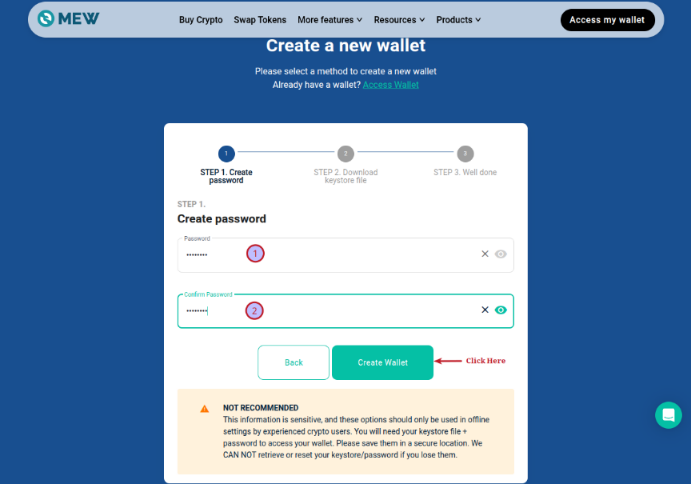 MEW
Buy Crypto Swap Tokens More features Resources Products Access my wallet
Create a new wallet
Please select a method to create a new wallet
Already have a wallet? Access Wallet
1 2 3
STEP 1. Create password
STEP 2. Download keystore file
STEP 3. Well done
STEP 1.
Create password
Password
•••••••• 1
Confirm Password
•••••••• 2
Back Create Wallet Click Here
NOT RECOMMENDED
This information is sensitive, and these options should only be used in offline
settings by experienced crypto users. You will need your keystore file +
password to access your wallet. Please save them in a secure location. We
CAN NOT retrieve or reset your keystore/password if you lose them.